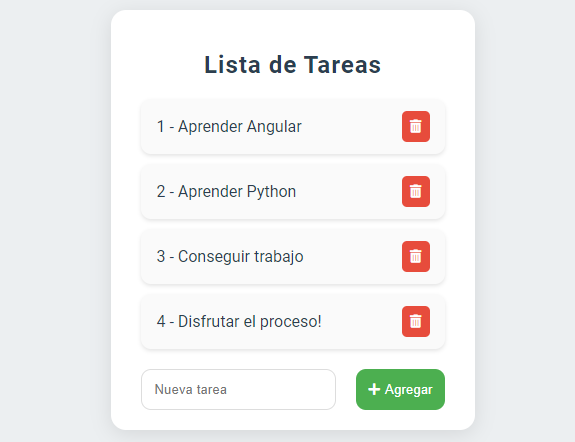 Lista de Tareas
1 - Aprender Angular
2 - Aprender Python
3 - Conseguir trabajo
4 - Disfrutar el proceso!
Nueva tarea
Agregar